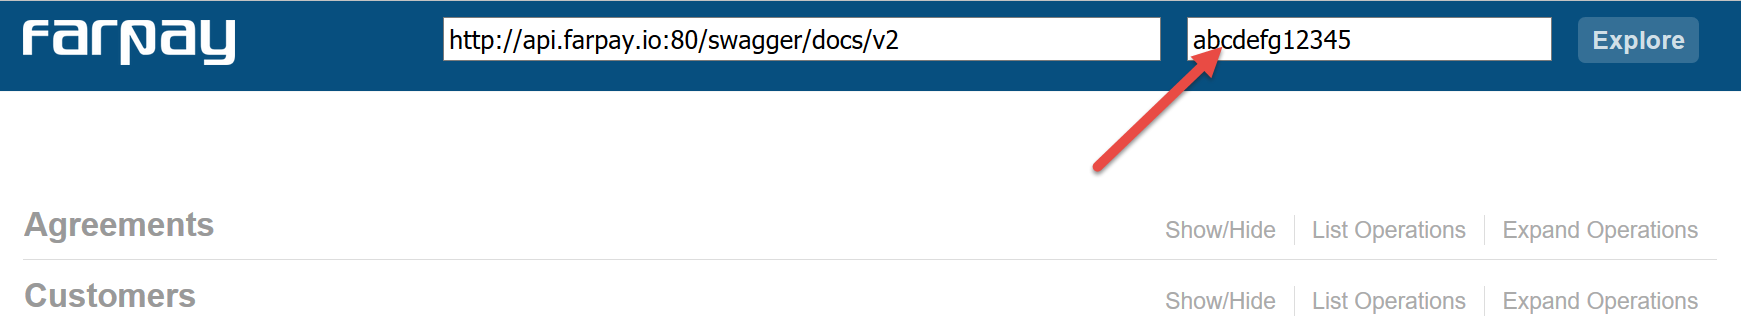 farpay http://api.farpay.io:80/swagger/docs/v2 abcdefg12345 Explore
Agreements Show/Hide List Operations Expand Operations
Customers Show/Hide List Operations Expand Operations